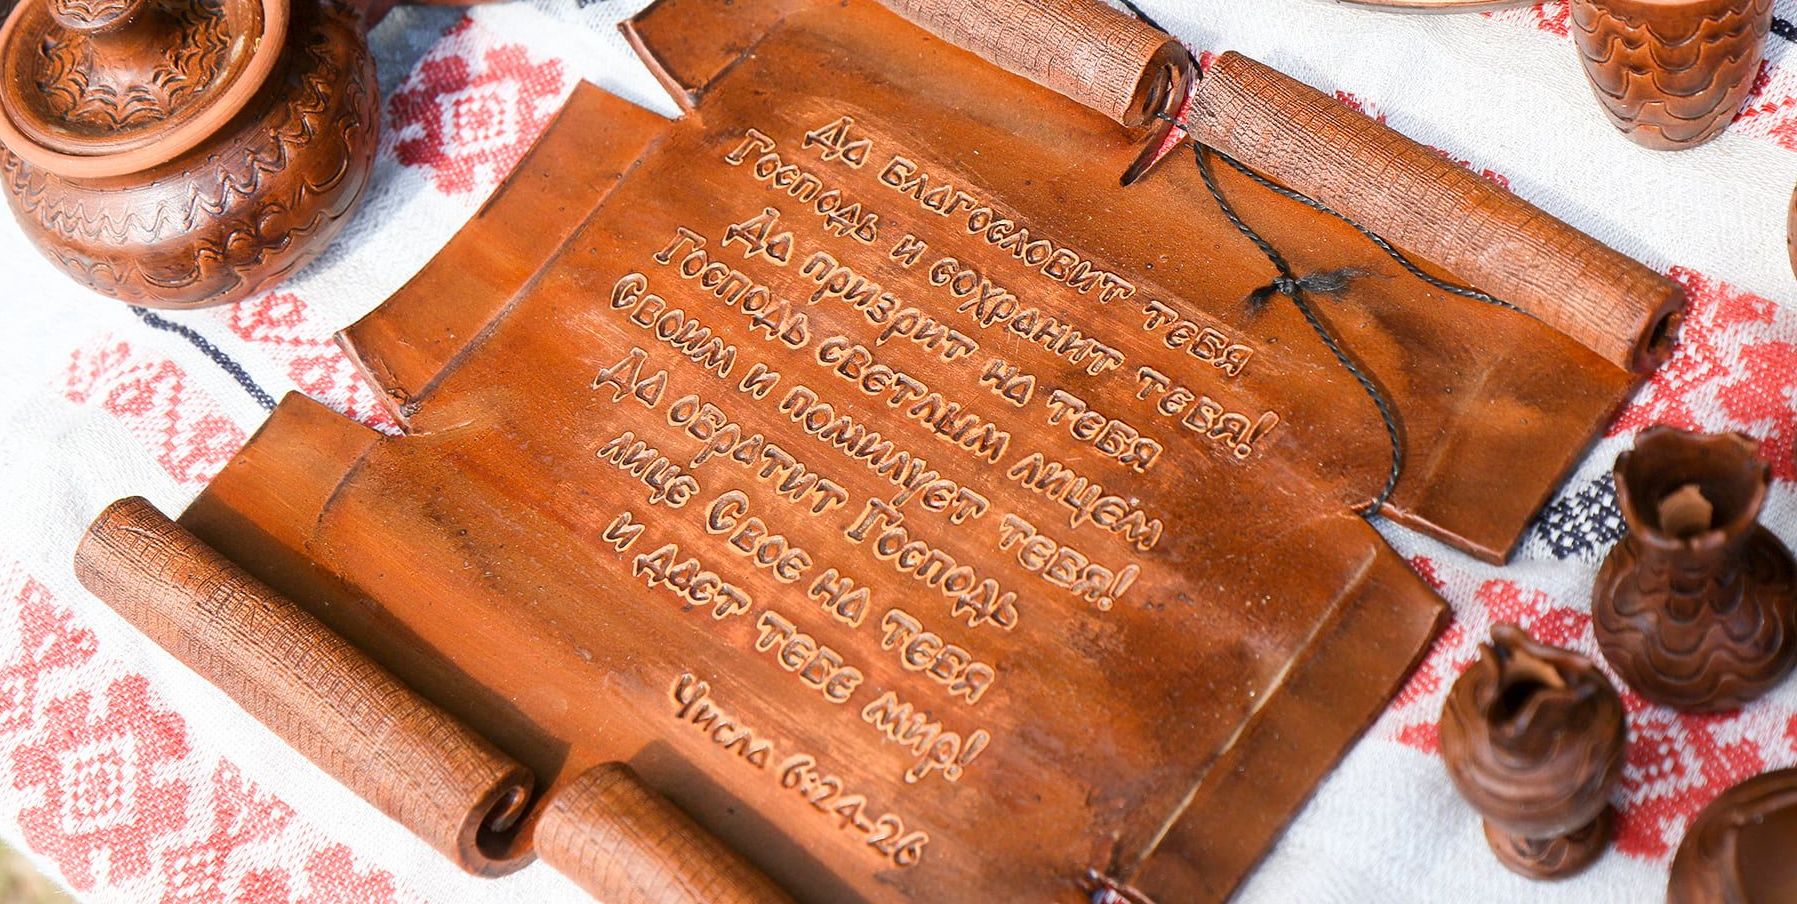 Да благословит тебя
Господь и сохранит тебя!
Да призрит на тебя
Господь светлым лицем
Своим и помилует тебя!
Да обратит Господь
лице Своє на тебя
и даст тебе мир!
Числа 6:24-26